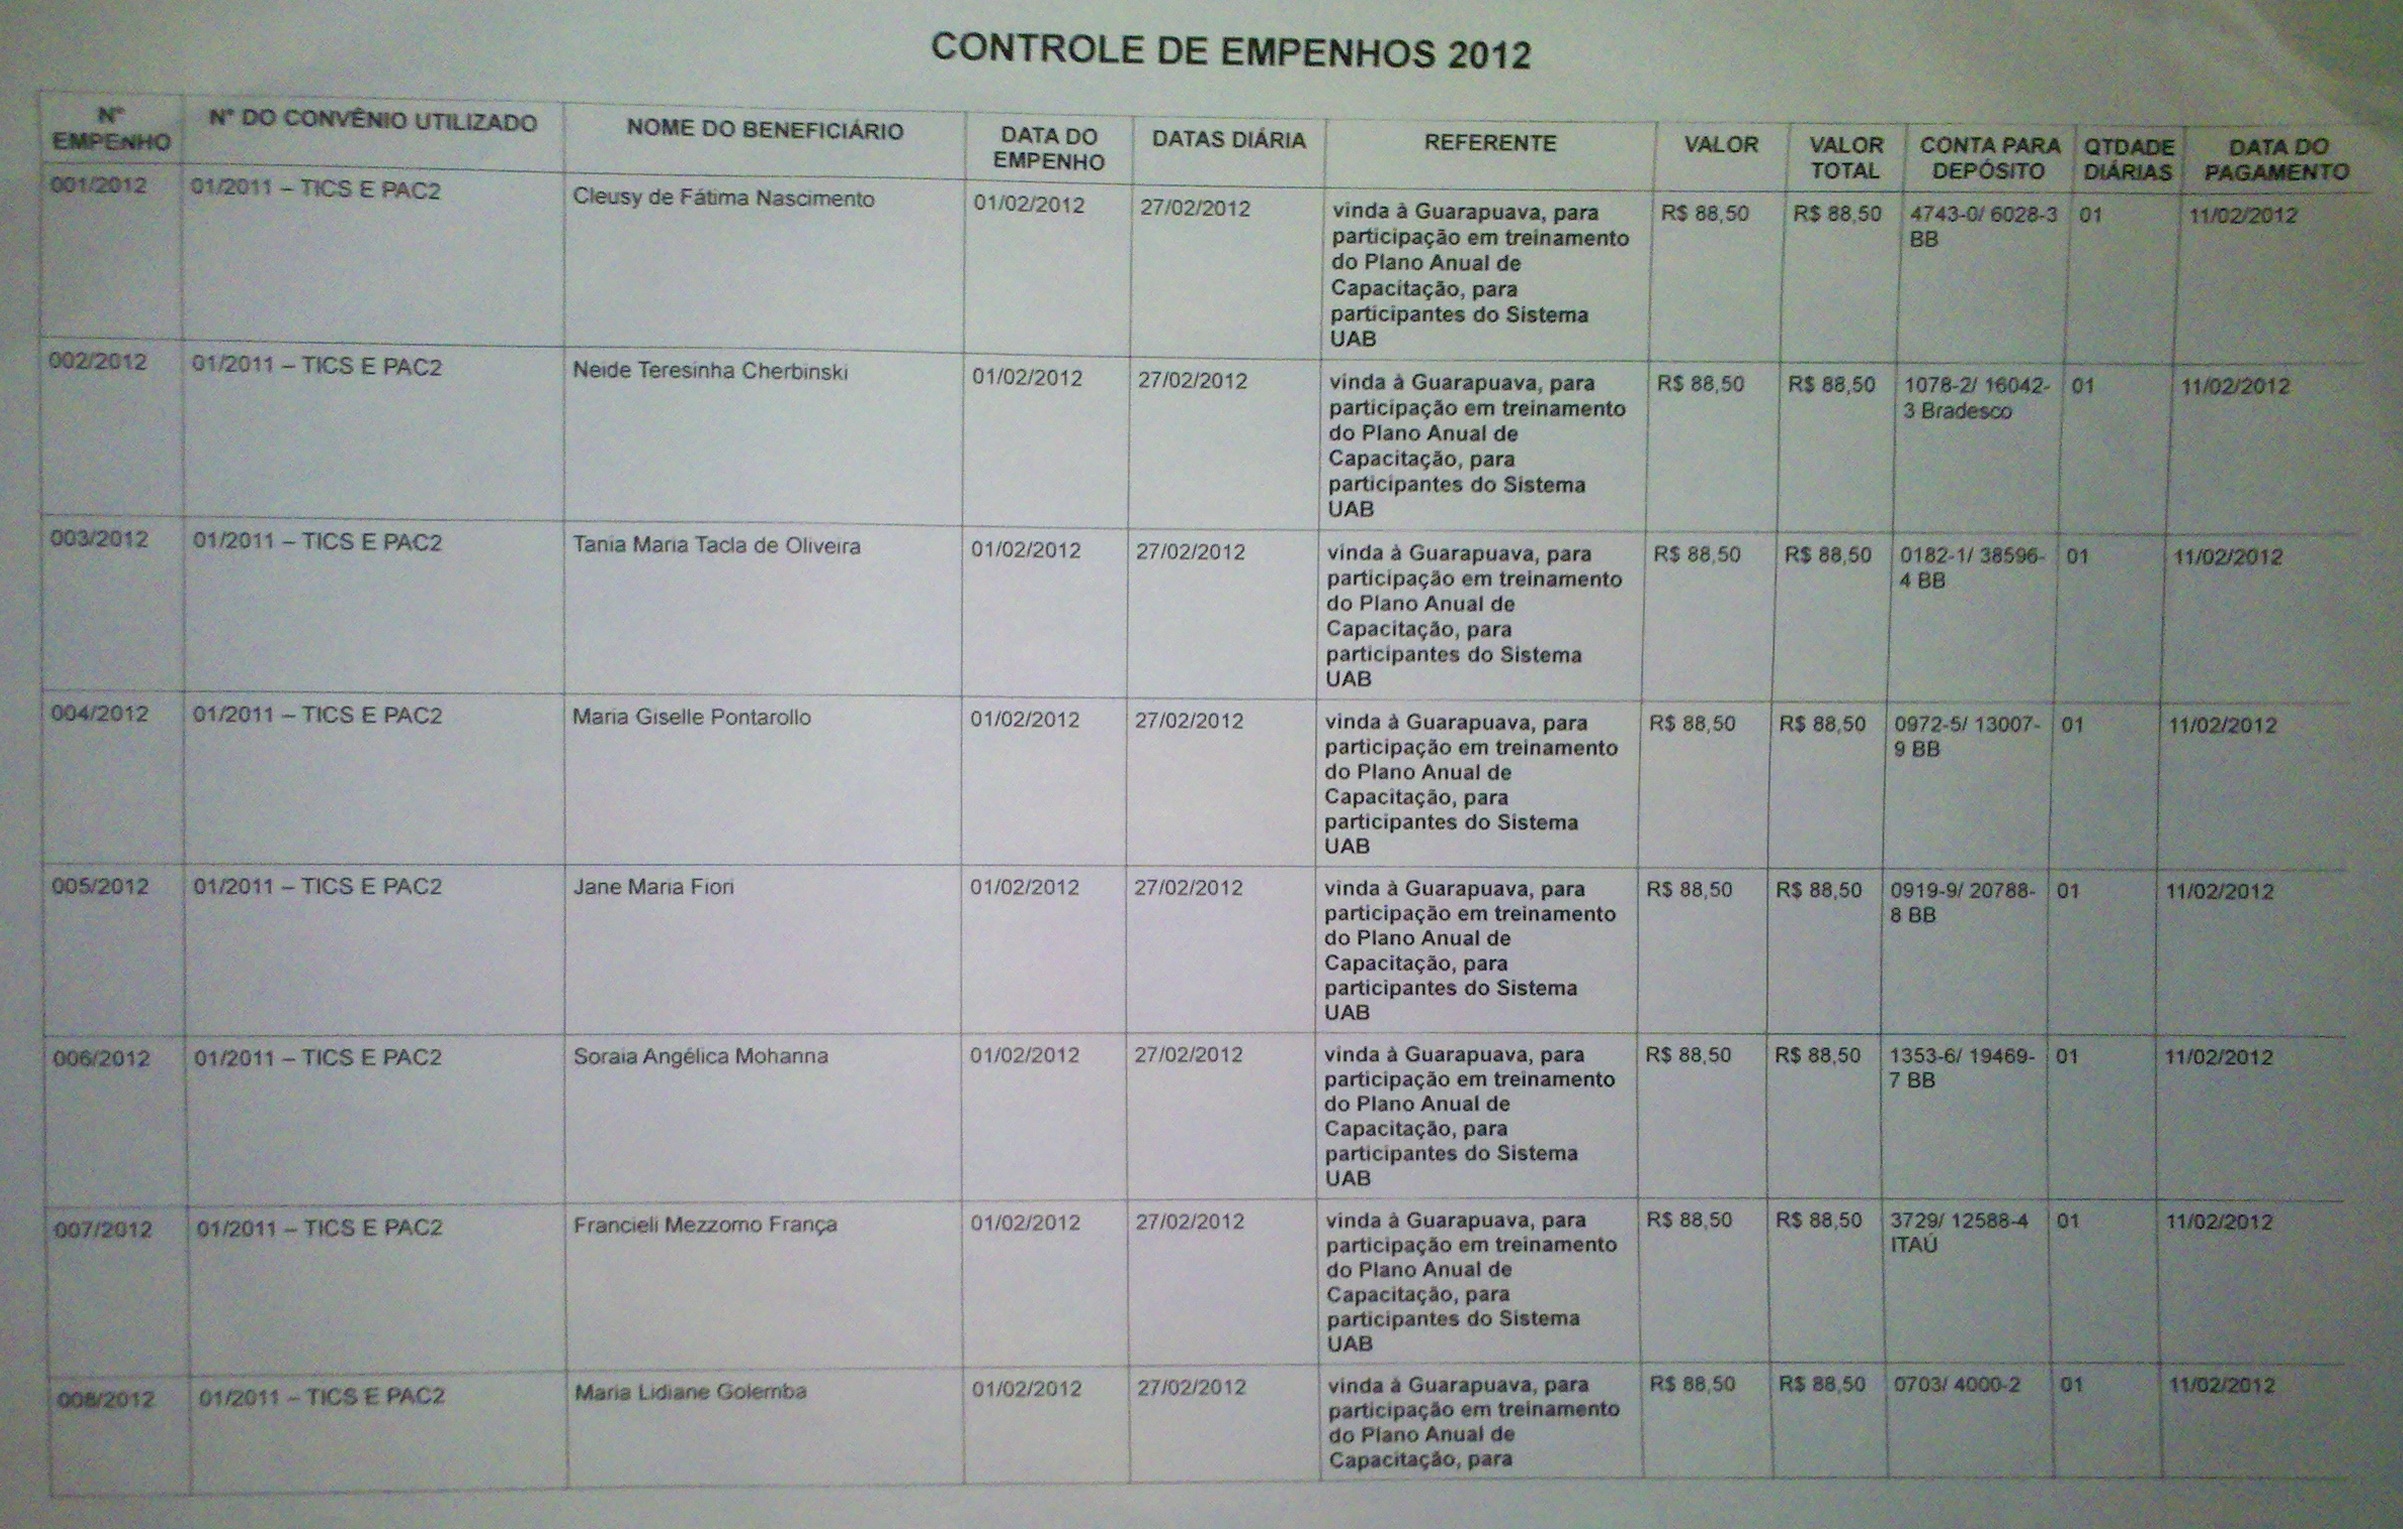 CONTROLE DE EMPENHOS 2012
N° EMPENHO N° DO CONVÊNIO UTILIZADO NOME DO BENEFICIÁRIO DATA DO EMPENHO DATAS DIÁRIA REFERENTE VALOR VALOR TOTAL CONTA PARA DEPÓSITO QTDADE DIÁRIAS DATA DO PAGAMENTO
001/2012 01/2011 – TICS E PAC2 Cleusy de Fátima Nascimento 01/02/2012 27/02/2012 vinda à Guarapuava, para R$ 88,50 R$ 88,50 4743-0/ 6028-3 01 11/02/2012
participação em treinamento BB
do Plano Anual de
Capacitação, para
participantes do Sistema
UAB
002/2012 01/2011 – TICS E PAC2 Neide Teresinha Cherbinski 01/02/2012 27/02/2012 vinda à Guarapuava, para R$ 88,50 R$ 88,50 1078-2/ 16042- 01 11/02/2012
participação em treinamento 3 Bradesco
do Plano Anual de
Capacitação, para
participantes do Sistema
UAB
003/2012 01/2011 – TICS E PAC2 Tania Maria Tacla de Oliveira 01/02/2012 27/02/2012 vinda à Guarapuava, para R$ 88,50 R$ 88,50 0182-1/ 38596- 01 11/02/2012
participação em treinamento 4 BB
do Plano Anual de
Capacitação, para
participantes do Sistema
UAB
004/2012 01/2011 – TICS E PAC2 Maria Giselle Pontarollo 01/02/2012 27/02/2012 vinda à Guarapuava, para R$ 88,50 R$ 88,50 0972-5/ 13007- 01 11/02/2012
participação em treinamento 9 BB
do Plano Anual de
Capacitação, para
participantes do Sistema
UAB
005/2012 01/2011 – TICS E PAC2 Jane Maria Fiori 01/02/2012 27/02/2012 vinda à Guarapuava, para R$ 88,50 R$ 88,50 0919-9/ 20788- 01 11/02/2012
participação em treinamento 8 BB
do Plano Anual de
Capacitação, para
participantes do Sistema
UAB
006/2012 01/2011 – TICS E PAC2 Soraia Angélica Mohanna 01/02/2012 27/02/2012 vinda à Guarapuava, para R$ 88,50 R$ 88,50 1353-6/ 19469- 01 11/02/2012
participação em treinamento 7 BB
do Plano Anual de
Capacitação, para
participantes do Sistema
UAB
007/2012 01/2011 – TICS E PAC2 Francieli Mezzomo França 01/02/2012 27/02/2012 vinda à Guarapuava, para R$ 88,50 R$ 88,50 3729/ 12588-4 01 11/02/2012
participação em treinamento ITAÚ
do Plano Anual de
Capacitação, para
participantes do Sistema
UAB
008/2012 01/2011 – TICS E PAC2 Maria Lidiane Golemba 01/02/2012 27/02/2012 vinda à Guarapuava, para R$ 88,50 R$ 88,50 0703/ 4000-2 01 11/02/2012
participação em treinamento
do Plano Anual de
Capacitação, para